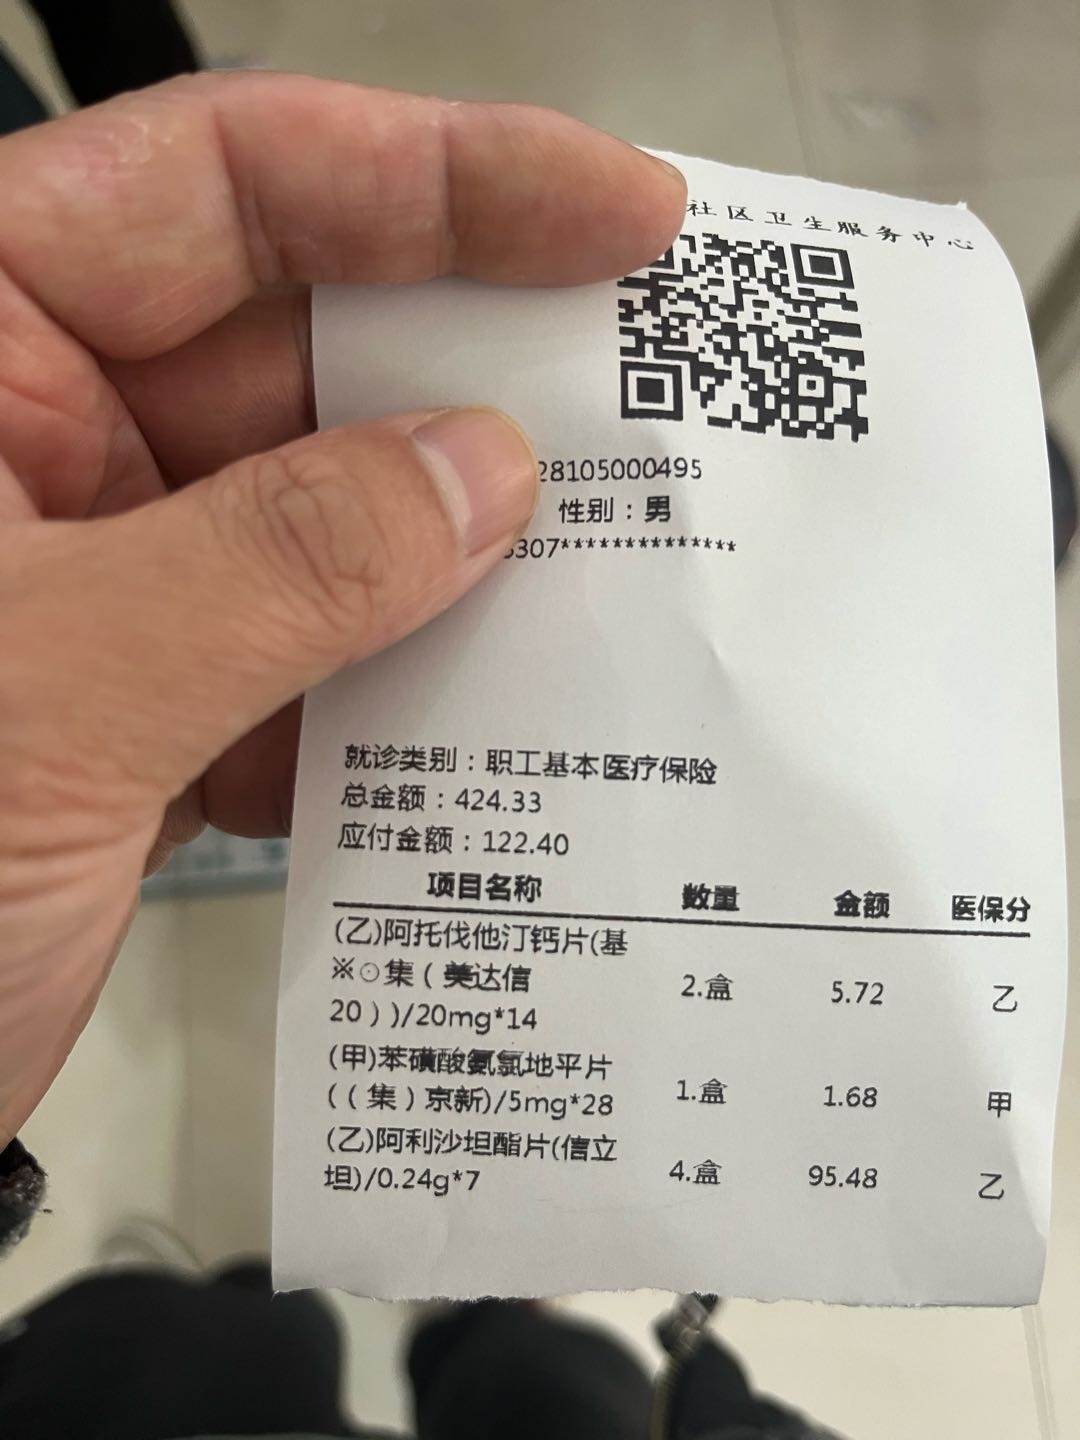 社区卫生服务中心
28105000495
性别：男
307**************
就诊类别：职工基本医疗保险
总金额：424.33
应付金额：122.40
项目名称 数量 金额 医保分
(乙)阿托伐他汀钙片(基
※⊙集（美达信 2.盒 5.72 乙
20））/20mg*14
(甲)苯磺酸氨氯地平片
(（集）京新)/5mg*28 1.盒 1.68 甲
(乙)阿利沙坦酯片(信立
坦)/0.24g*7 4.盒 95.48 乙